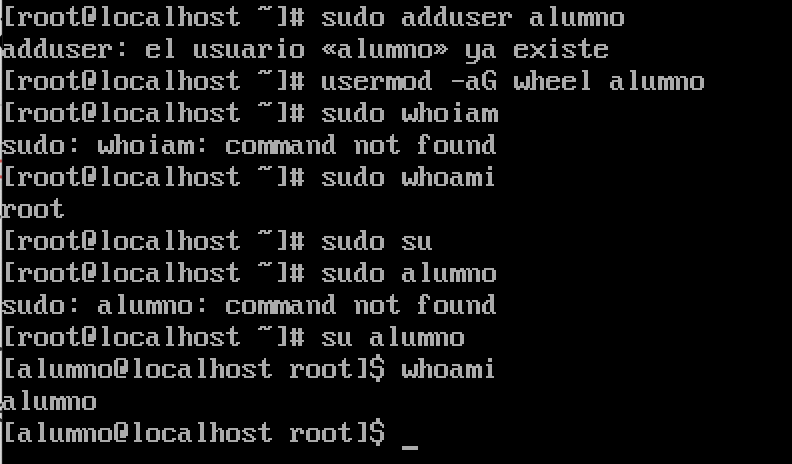 [root@localhost ~]# sudo adduser alumno
adduser: el usuario «alumno» ya existe
[root@localhost ~]# usermod -aG wheel alumno
[root@localhost ~]# sudo whoiam
sudo: whoiam: command not found
[root@localhost ~]# sudo whoami
root
[root@localhost ~]# sudo su
[root@localhost ~]# sudo alumno
sudo: alumno: command not found
[root@localhost ~]# su alumno
[alumno@localhost root]$ whoami
alumno
[alumno@localhost root]$ _